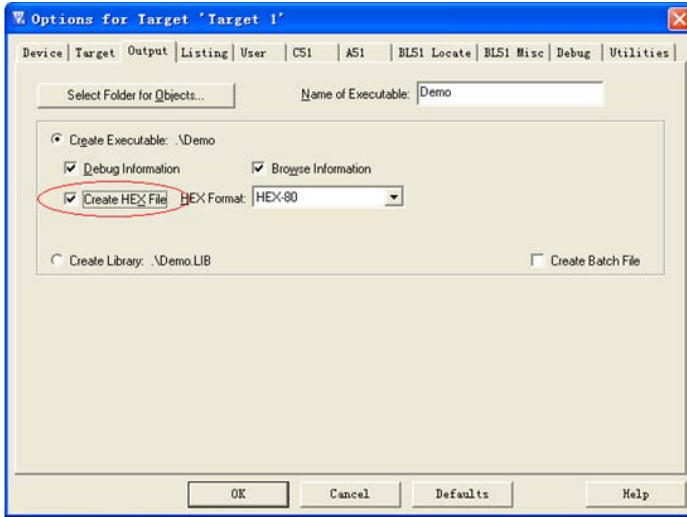 Options for Target 'Target 1'
Device Target Output Listing User C51 A51 BL51 Locate BL51 Misc Debug Utilities
Select Folder for Objects... Name of Executable: Demo
Create Executable: .\Demo
Debug Information Browse Information
Create HEX File HEX Format: HEX-80
Create Library: .\Demo.LIB Create Batch File
OK Cancel Defaults Help